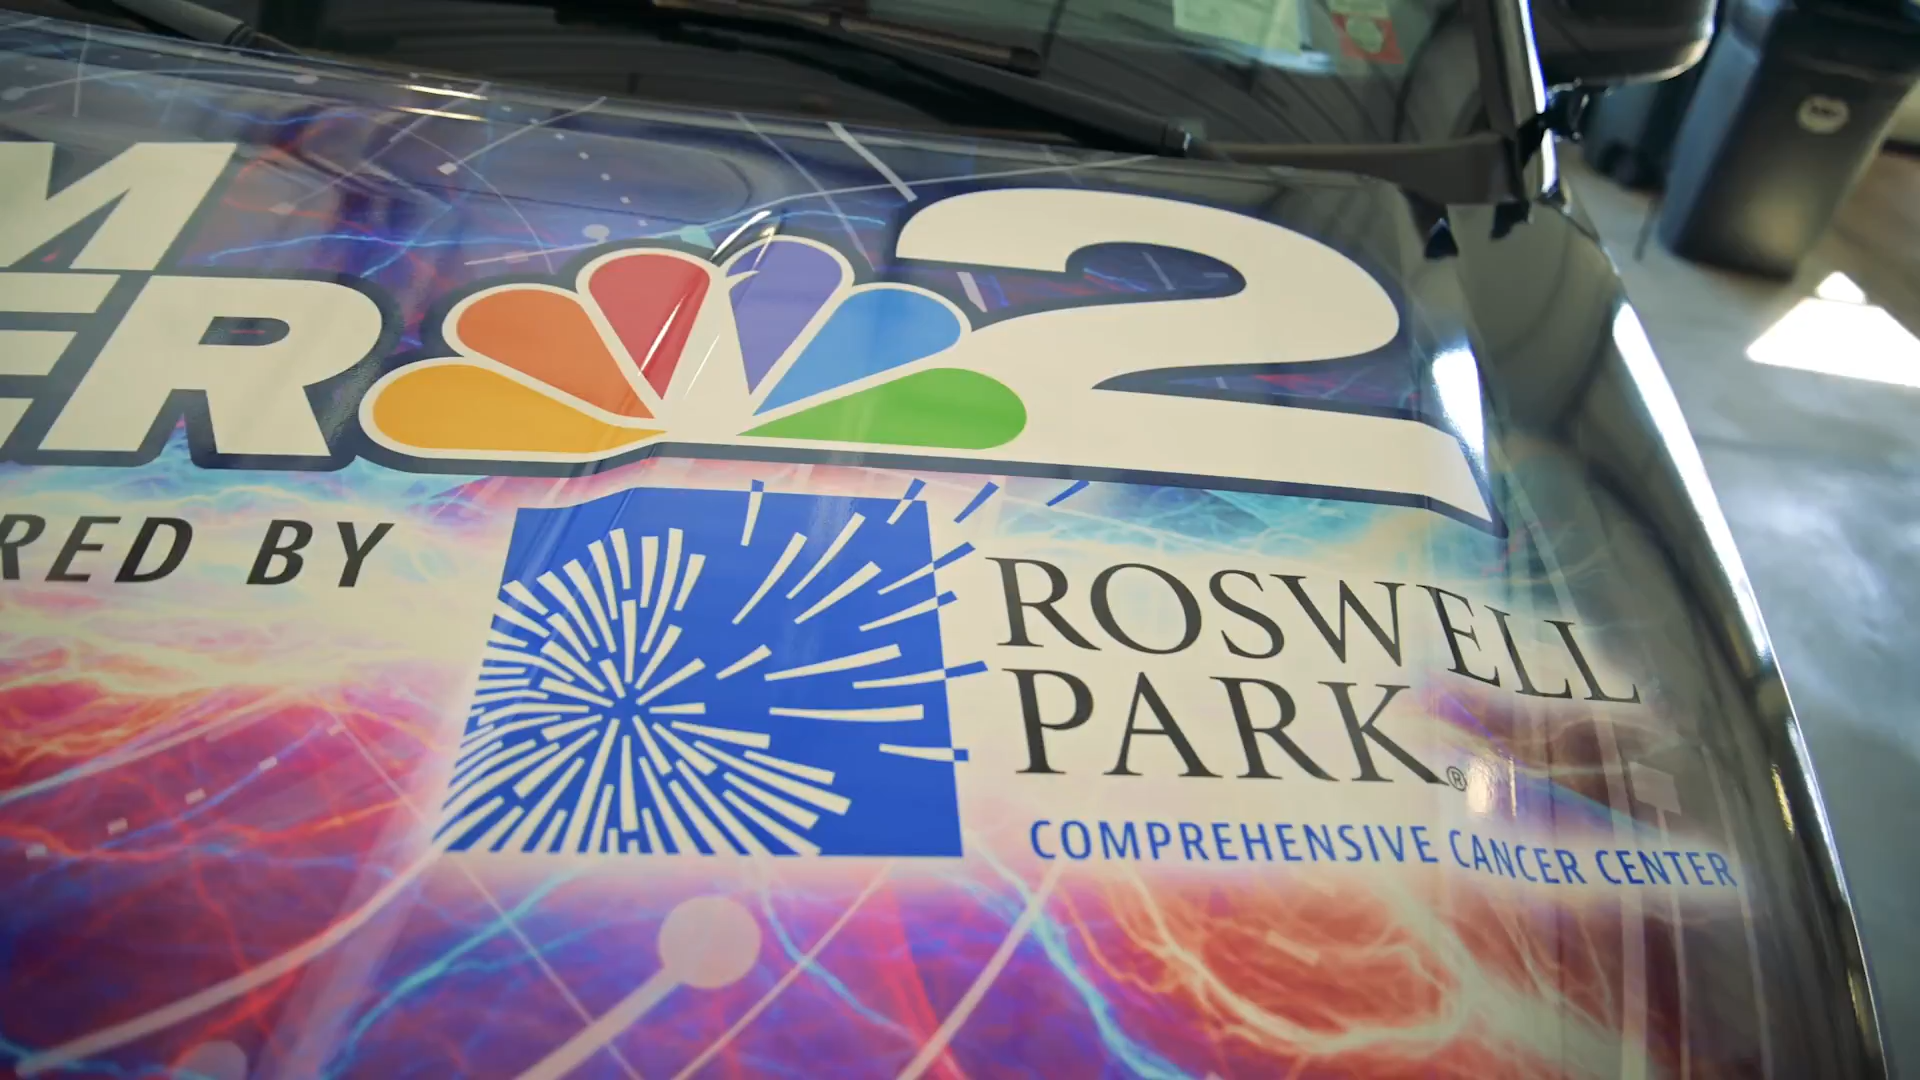 M
ER 2
RED BY
ROSWELL
PARK®
COMPREHENSIVE CANCER CENTER